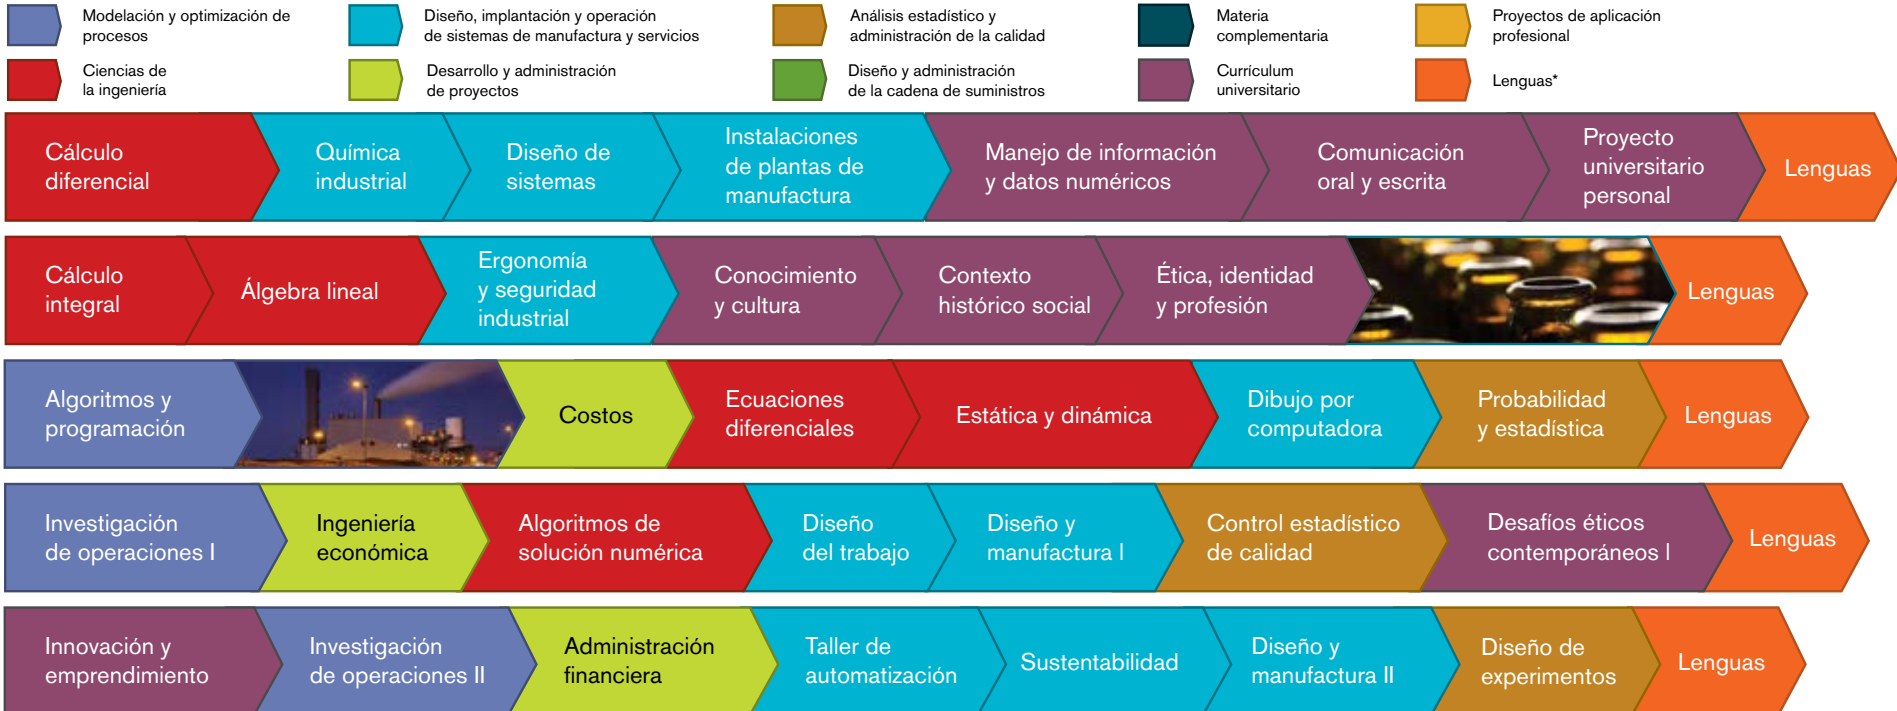 Modelación y optimización de
procesos
Diseño, implantación y operación
de sistemas de manufactura y servicios
Análisis estadístico y
administración de la calidad
Materia
complementaria
Proyectos de aplicación
profesional
Ciencias de
la ingeniería
Desarrollo y administración
de proyectos
Diseño y administración
de la cadena de suministros
Currículum
universitario
Lenguas*
Cálculo
diferencial
Química
industrial
Diseño de
sistemas
Instalaciones
de plantas de
manufactura
Manejo de información
y datos numéricos
Comunicación
oral y escrita
Proyecto
universitario
personal
Lenguas
Cálculo
integral
Álgebra lineal
Ergonomía
y seguridad
industrial
Conocimiento
y cultura
Contexto
histórico social
Ética, identidad
y profesión
Lenguas
Algoritmos y
programación
Costos
Ecuaciones
diferenciales
Estática y dinámica
Dibujo por
computadora
Probabilidad
y estadística
Lenguas
Investigación
de operaciones I
Ingeniería
económica
Algoritmos de
solución numérica
Diseño
del trabajo
Diseño y
manufactura I
Control estadístico
de calidad
Desafíos éticos
contemporáneos I
Lenguas
Innovación y
emprendimiento
Investigación
de operaciones II
Administración
financiera
Taller de
automatización
Sustentabilidad
Diseño y
manufactura II
Diseño de
experimentos
Lenguas